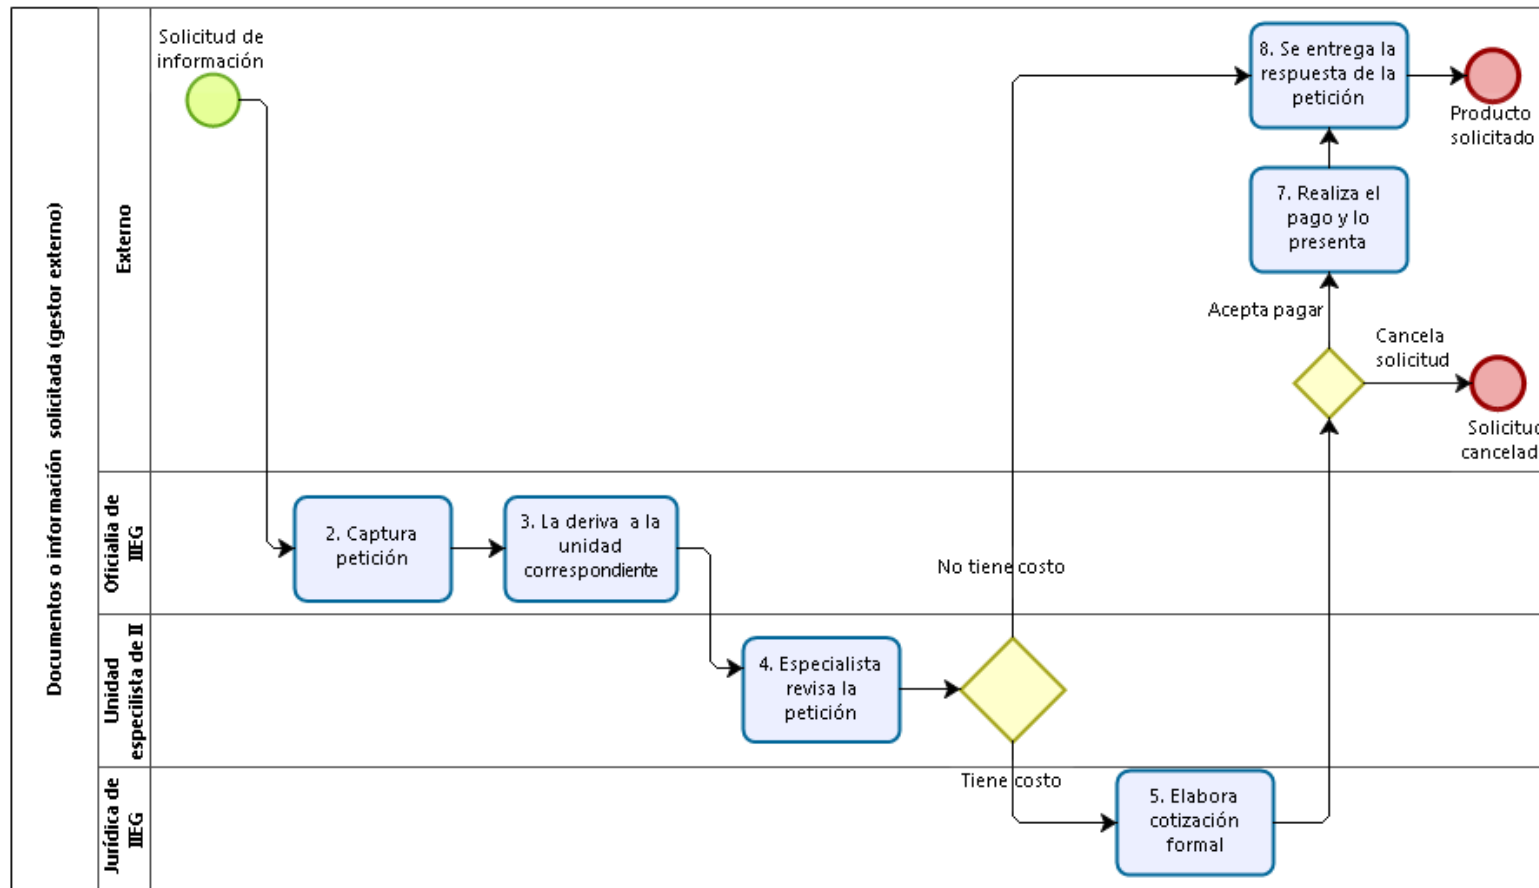 Documentos o información  solicitada (gestor externo)
Externo
Solicitud de
información
8. Se entrega la
respuesta de la
petición
Producto
solicitado
7. Realiza el
pago y lo
presenta
Acepta pagar
Cancela
solicitud
Solicitud
cancelad
Oficialia de
IIEG
2. Captura
petición
3. La deriva  a la
unidad
correspondiente
No tiene costo
Unidad
especilista de II
4. Especialista
revisa la
petición
Tiene costo
Jurídica de
IIEG
5. Elabora
cotización
formal